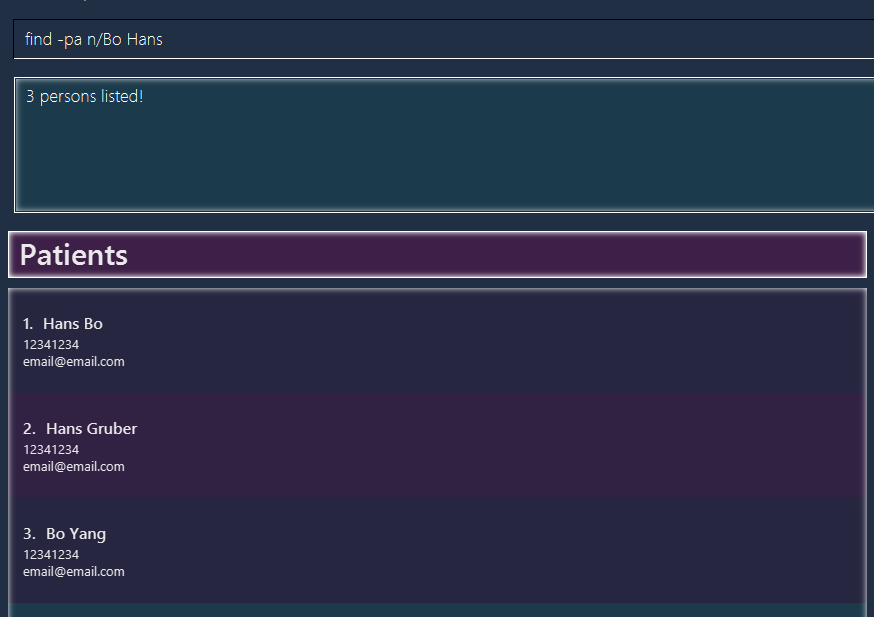 find -pa n/Bo Hans
3 persons listed!
Patients
1. Hans Bo
12341234
email@email.com
2. Hans Gruber
12341234
email@email.com
3. Bo Yang
12341234
email@email.com